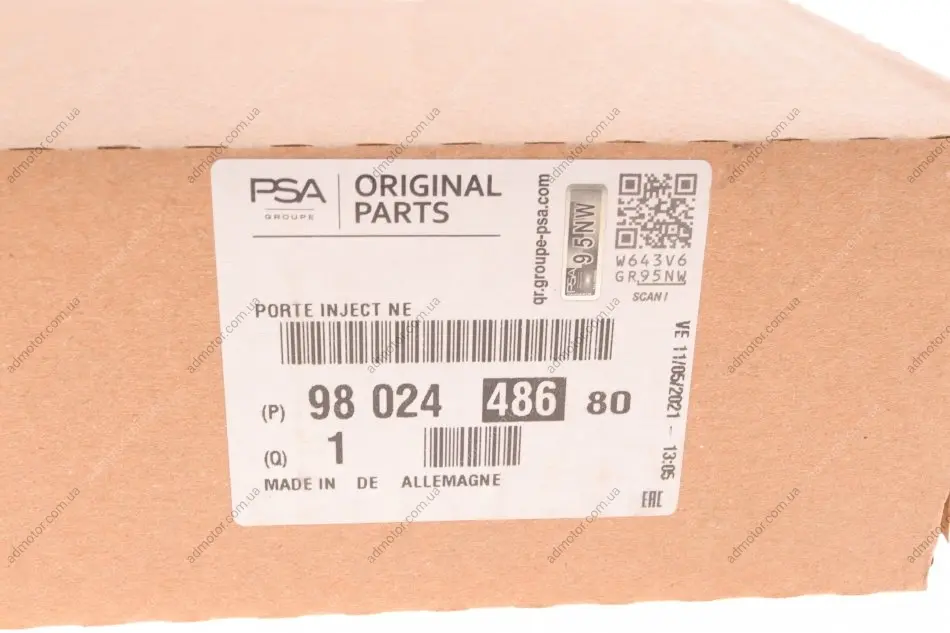 PSA
GROUPE
ORIGINAL
PARTS
qr.groupe-psa.com
PSA 95NW
W643V6
GR95NW
SCAN!
PORTE INJECT NE
(P) 98 024 486 80
(Q) 1
MADE IN DE ALLEMAGNE
VE 11/05/2021 - 13:05
EAC
admotor.com.ua